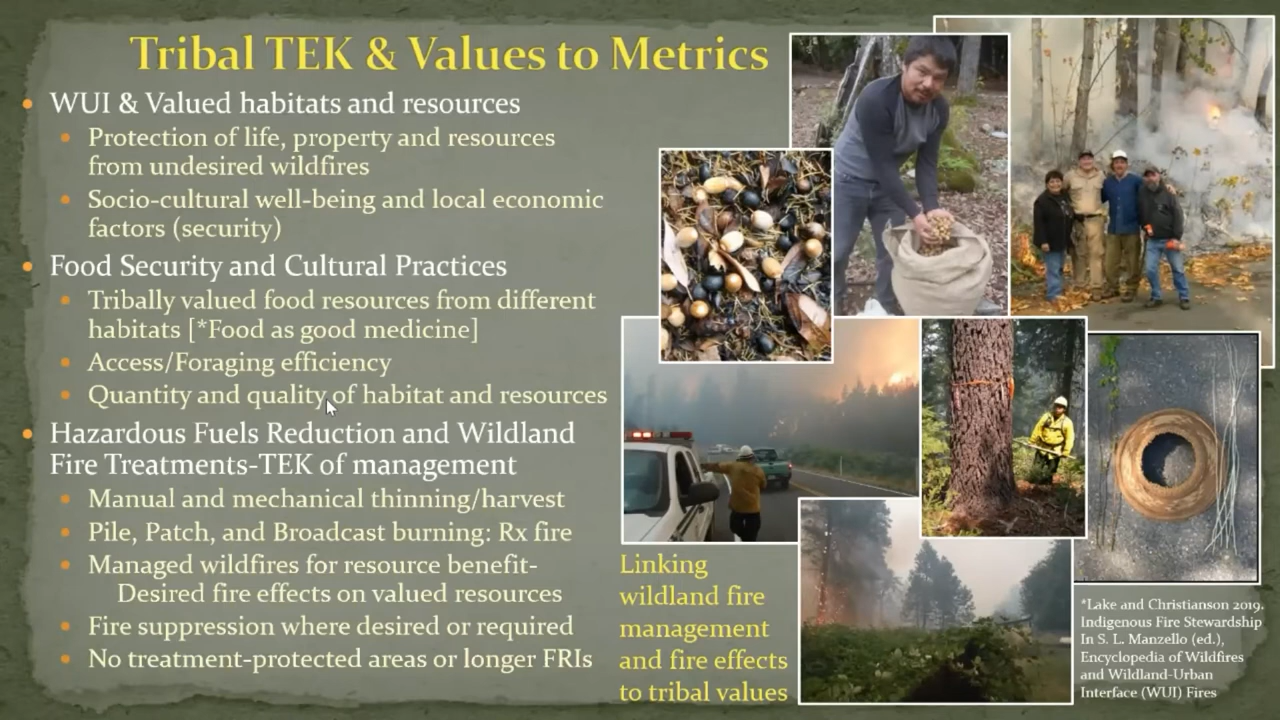 Tribal TEK & Values to Metrics
WUI & Valued habitats and resources
Protection of life, property and resources
from undesired wildfires
Socio-cultural well-being and local economic
factors (security)
Food Security and Cultural Practices
Tribally valued food resources from different
habitats [*Food as good medicine]
Access/Foraging efficiency
Quantity and quality of habitat and resources
Hazardous Fuels Reduction and Wildland
Fire Treatments-TEK of management
Manual and mechanical thinning/harvest
Pile, Patch, and Broadcast burning: Rx fire
Managed wildfires for resource benefit-
Desired fire effects on valued resources
Fire suppression where desired or required
No treatment-protected areas or longer FRIs
Linking
wildland fire
management
and fire effects
to tribal values
*Lake and Christianson 2019.
Indigenous Fire Stewardship
In S. L. Manzello (ed.),
Encyclopedia of Wildfires
and Wildland-Urban
Interface (WUI) Fires